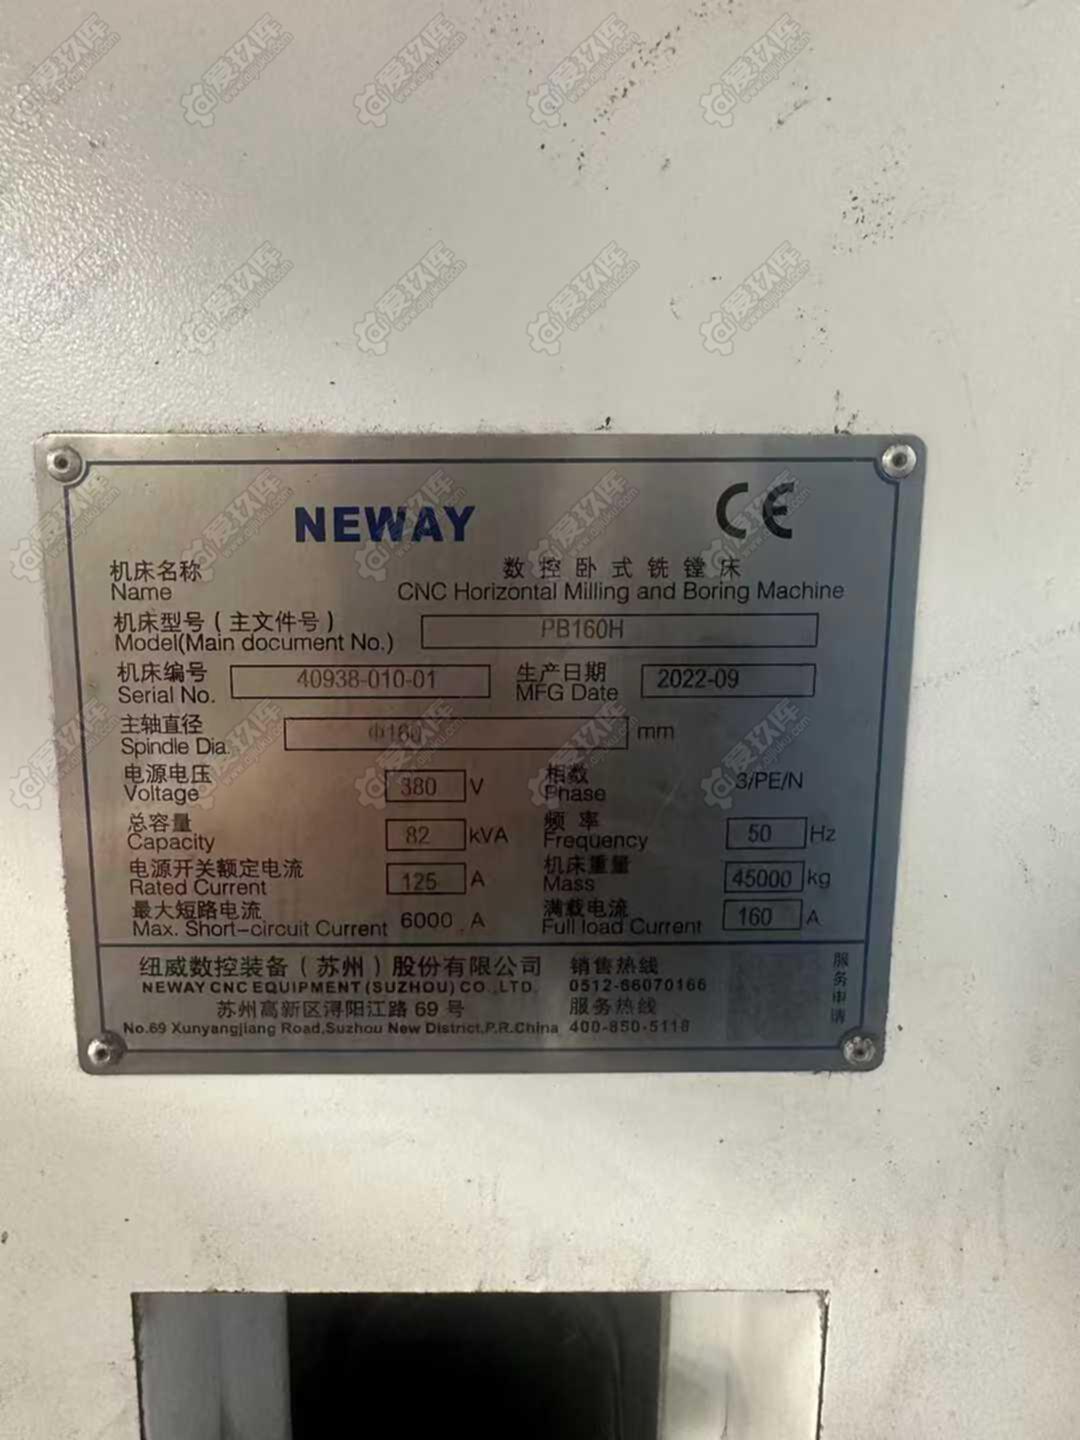 NEWAY CE
机床名称 数控卧式铣镗床
Name CNC Horizontal Milling and Boring Machine
机床型号(主文件号) PB160H
Model(Main document No.)
机床编号 40938-010-01 生产日期 2022-09
Serial No. MFG Date
主轴直径 Φ160 mm
Spindle Dia.
电源电压 380 V 相数 3/PE/N
Voltage Phase
总容量 82 kVA 频率 50 Hz
Capacity Frequency
电源开关额定电流 125 A 机床重量 45000 kg
Rated Current Mass
最大短路电流 6000 A 满载电流 160 A
Max. Short-circuit Current Full load Current
纽威数控装备(苏州)股份有限公司 销售热线
NEWAY CNC EQUIPMENT (SUZHOU) CO.,LTD. 0512-66070166
苏州高新区浔阳江路 69 号 服务热线
No.69 Xunyangjiang Road,Suzhou New District,P.R.China 400-850-5118
服务申请
爱玖库
www.aijiuku.com